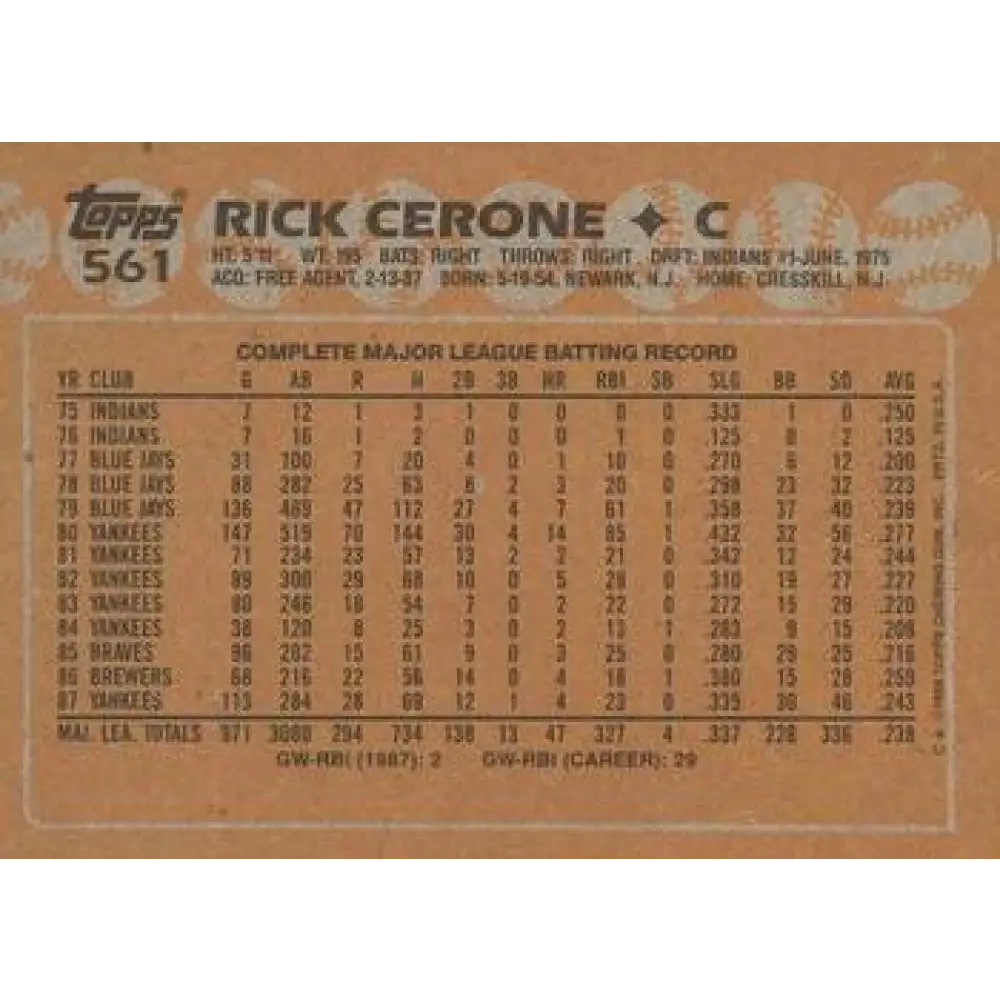 Topps RICK CERONE ✦ C
561 HT: 5'11" WT: 195 BATS: RIGHT THROWS: RIGHT DRFT: INDIANS #1-JUNE, 1975
ACQ: FREE AGENT, 2-13-87 BORN: 5-19-54, NEWARK, N.J. HOME: CRESSKILL, N.J.
COMPLETE MAJOR LEAGUE BATTING RECORD
YR CLUB G AB R H 2B 3B HR RBI SB SLG BB SO AVG
75 INDIANS 7 12 1 3 1 0 0 0 0 .333 1 0 .250
76 INDIANS 7 16 1 2 0 0 0 1 0 .125 0 2 .125
77 BLUE JAYS 31 100 7 20 4 0 1 10 0 .270 6 12 .200
78 BLUE JAYS 88 282 25 63 8 2 3 20 0 .298 23 32 .223
79 BLUE JAYS 136 469 47 112 27 4 7 61 1 .358 37 40 .239
80 YANKEES 147 519 70 144 30 4 14 85 1 .432 32 56 .277
81 YANKEES 71 234 23 57 13 2 2 21 0 .342 12 24 .244
82 YANKEES 89 300 29 68 10 0 5 28 0 .310 19 27 .227
83 YANKEES 80 246 18 54 7 0 2 22 0 .272 15 29 .220
84 YANKEES 38 120 8 25 3 0 2 13 1 .283 9 15 .208
85 BRAVES 96 282 15 61 9 0 3 25 0 .280 29 25 .216
86 BREWERS 68 216 22 56 14 0 4 18 1 .380 15 28 .259
87 YANKEES 113 284 28 69 12 1 4 23 0 .335 30 46 .243
MAJ. LEA. TOTALS 971 3080 294 734 138 13 47 327 4 .337 228 336 .238
GW-RBI (1987): 2 GW-RBI (CAREER): 29
©1988 TOPPS CHEWING GUM, INC. PRTD. IN U.S.A.